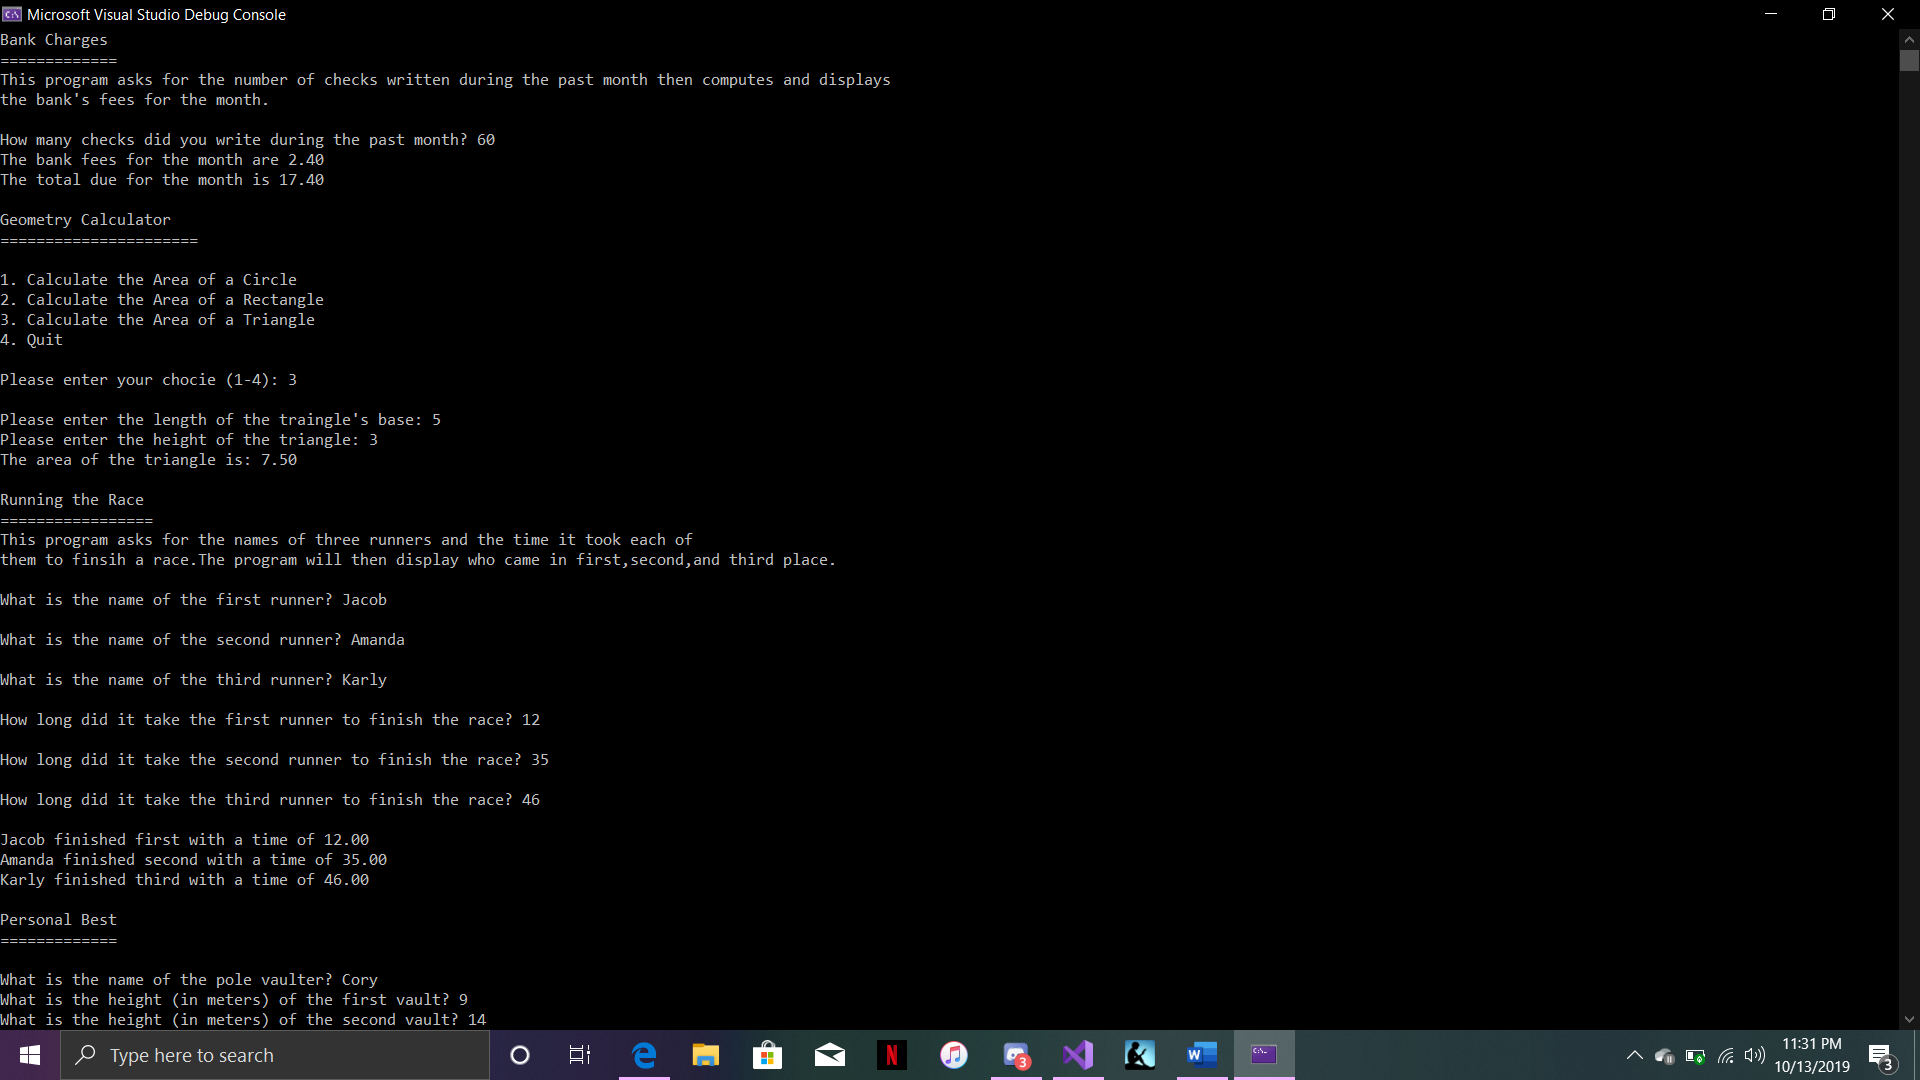 Microsoft Visual Studio Debug Console
Bank Charges
=============
This program asks for the number of checks written during the past month then computes and displays
the bank's fees for the month.
How many checks did you write during the past month? 60
The bank fees for the month are 2.40
The total due for the month is 17.40
Geometry Calculator
======================
1. Calculate the Area of a Circle
2. Calculate the Area of a Rectangle
3. Calculate the Area of a Triangle
4. Quit
Please enter your chocie (1-4): 3
Please enter the length of the traingle's base: 5
Please enter the height of the triangle: 3
The area of the triangle is: 7.50
Running the Race
=================
This program asks for the names of three runners and the time it took each of
them to finsih a race.The program will then display who came in first,second,and third place.
What is the name of the first runner? Jacob
What is the name of the second runner? Amanda
What is the name of the third runner? Karly
How long did it take the first runner to finish the race? 12
How long did it take the second runner to finish the race? 35
How long did it take the third runner to finish the race? 46
Jacob finished first with a time of 12.00
Amanda finished second with a time of 35.00
Karly finished third with a time of 46.00
Personal Best
=============
What is the name of the pole vaulter? Cory
What is the height (in meters) of the first vault? 9
What is the height (in meters) of the second vault? 14
Type here to search
3
11:31 PM
10/13/2019
3